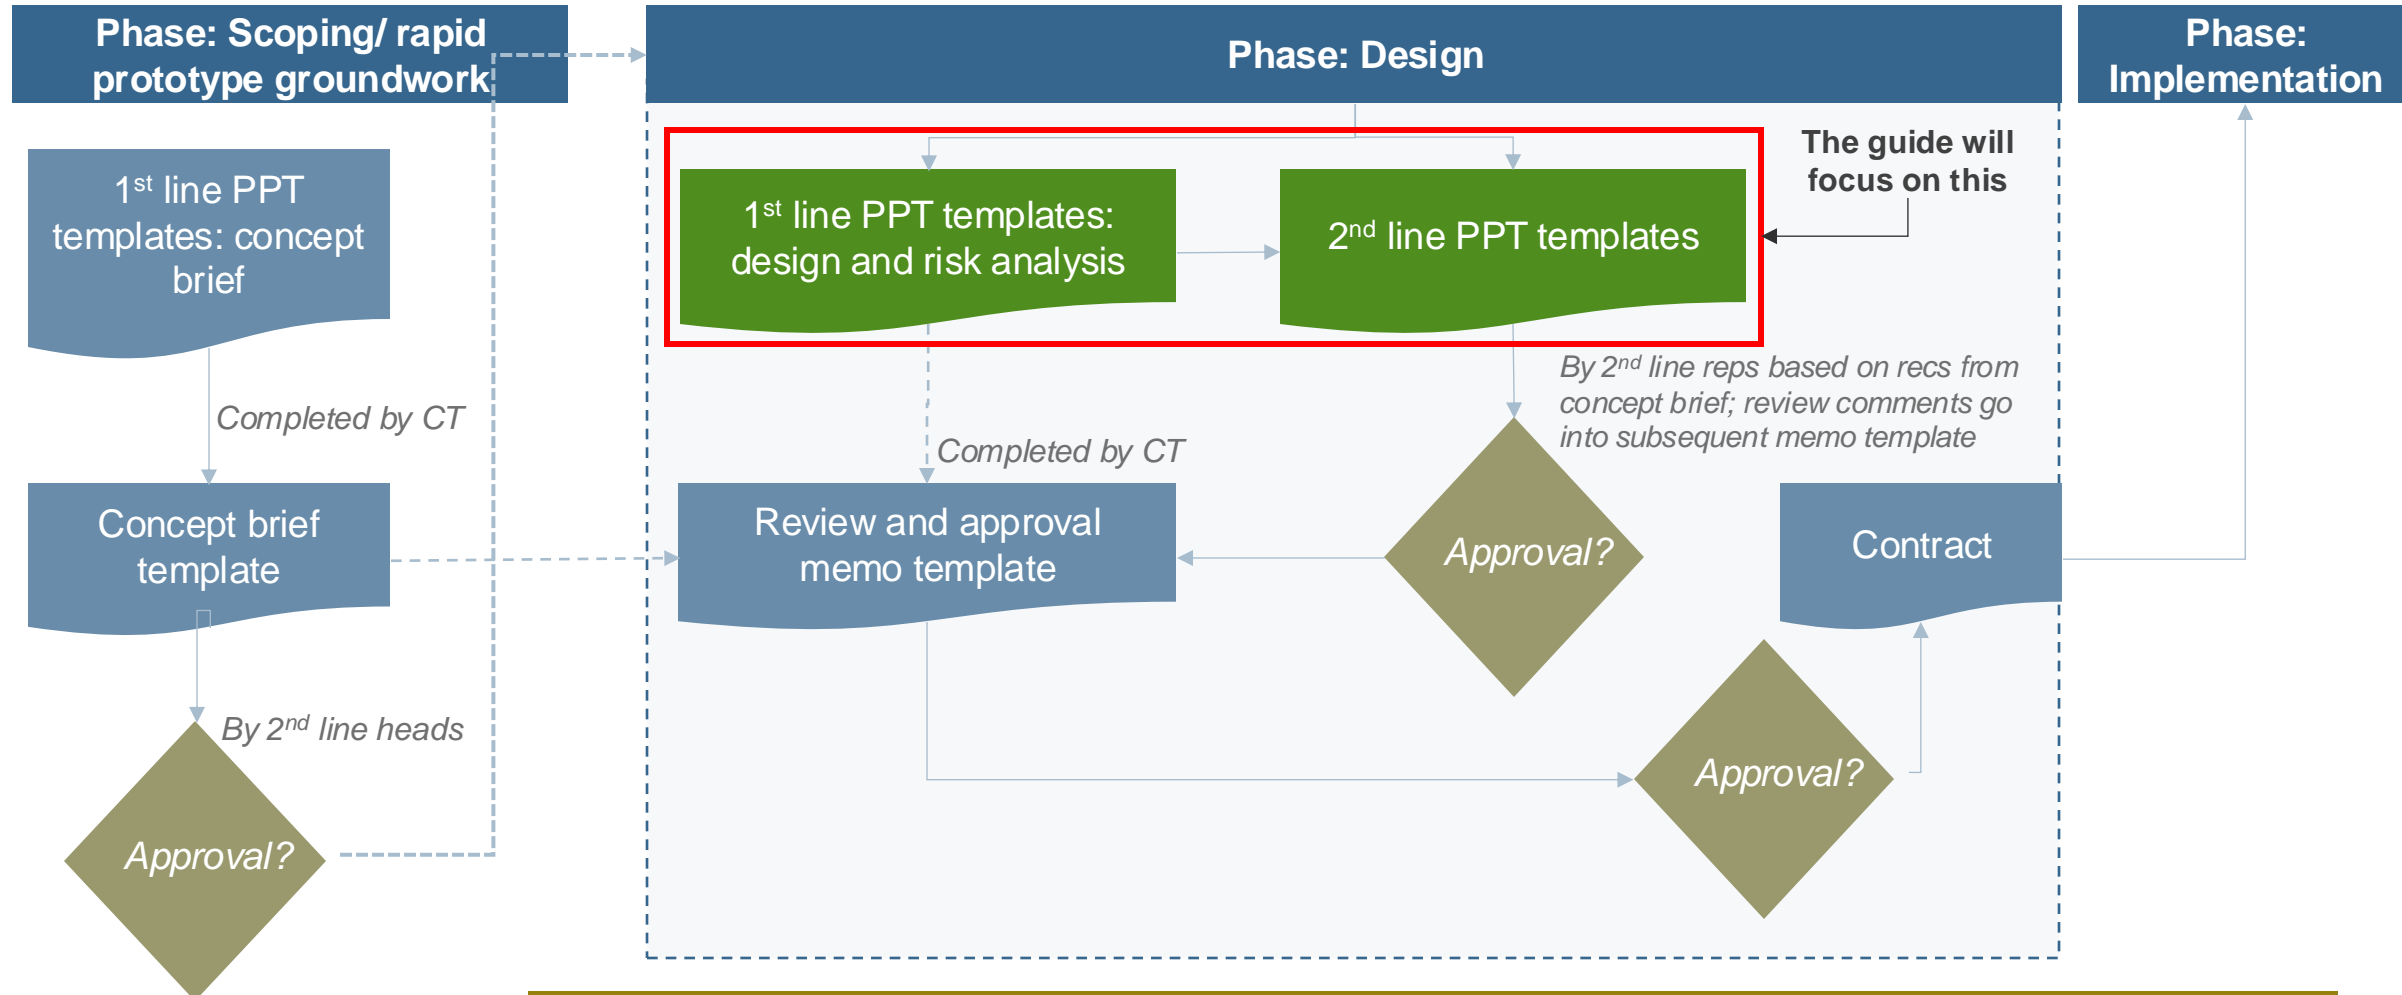 Phase: Scoping/ rapid
prototype groundwork
Phase: Design
Phase:
Implementation
The guide will
focus on this
1st line PPT
templates: concept
brief
1st line PPT templates:
design and risk analysis
2nd line PPT templates
By 2nd line reps based on recs from
concept brief; review comments go
into subsequent memo template
Completed by CT
Completed by CT
Concept brief
template
Review and approval
memo template
Approval?
Contract
By 2nd line heads
Approval?
Approval?